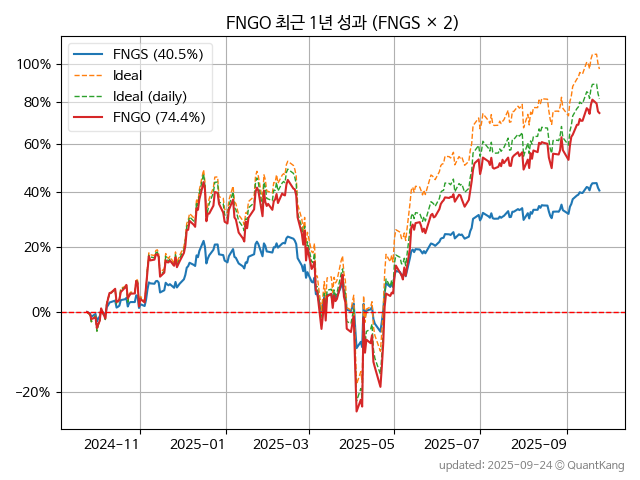 FNGO 최근 1년 성과 (FNGS × 2)
FNGS (40.5%)
Ideal
Ideal (daily)
FNGO (74.4%)
100%
80%
60%
40%
20%
0%
−20%
2024−11
2025−01
2025−03
2025−05
2025−07
2025−09
updated: 2025−09−24 © QuantKang